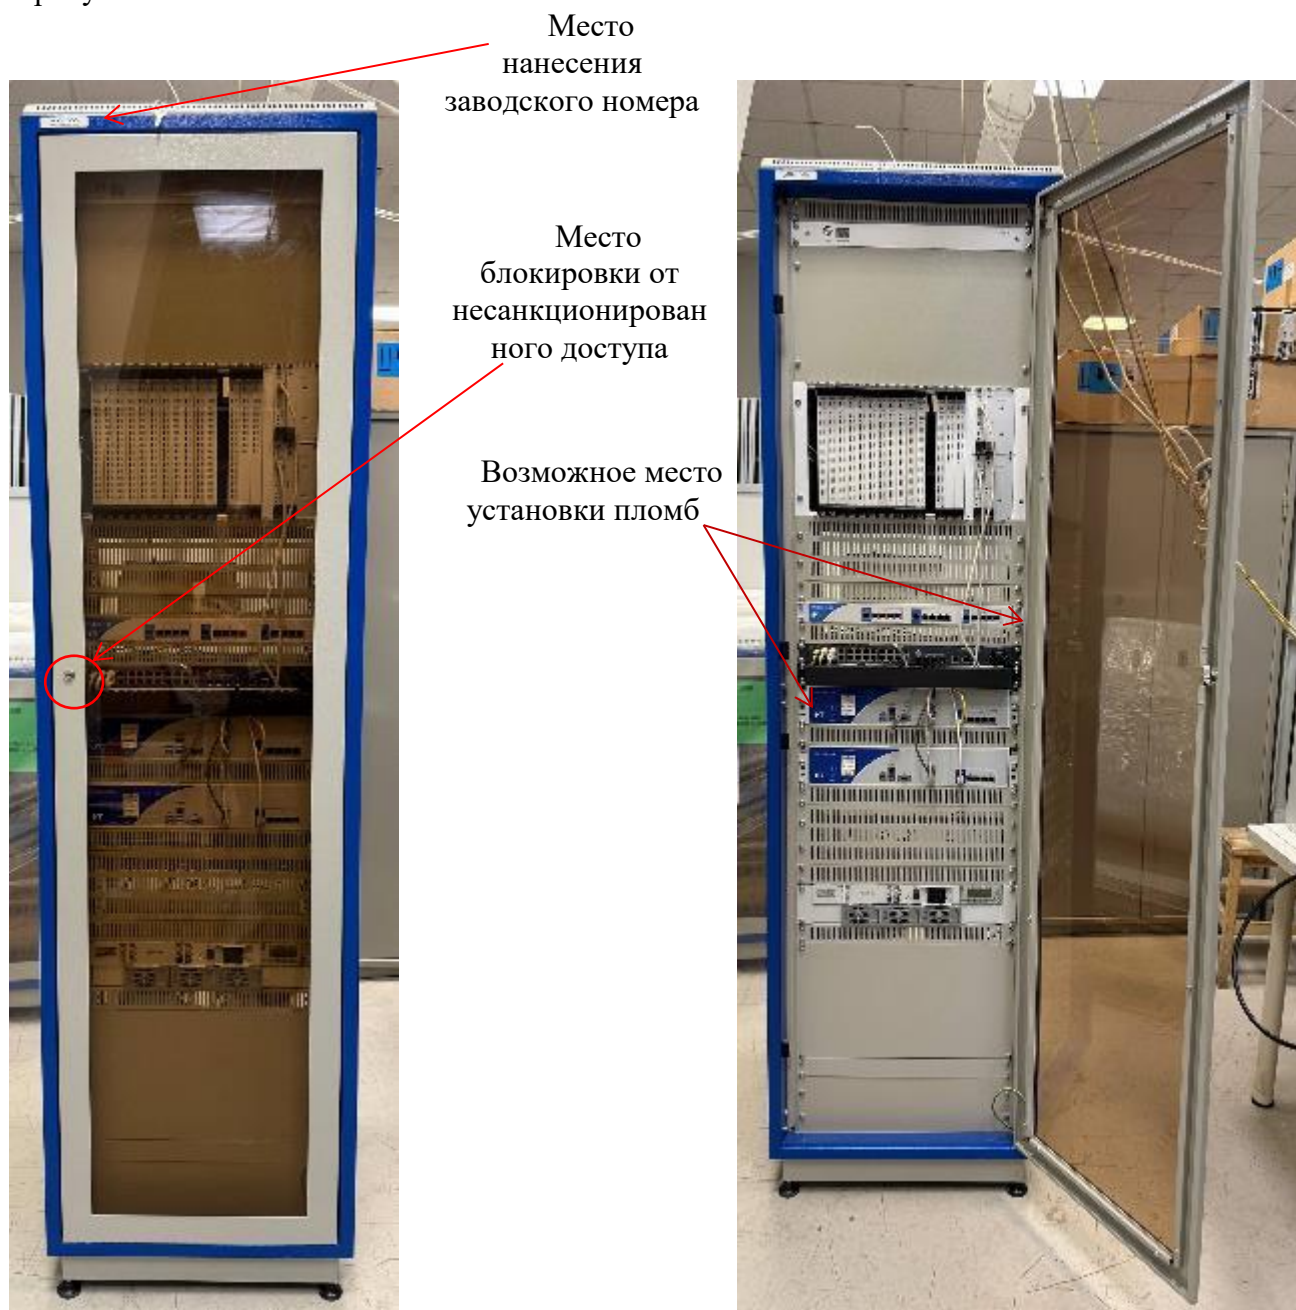 Место
нанесения
заводского номера
Место
блокировки от
несанкционирован
ного доступа
Возможное место
установки пломб